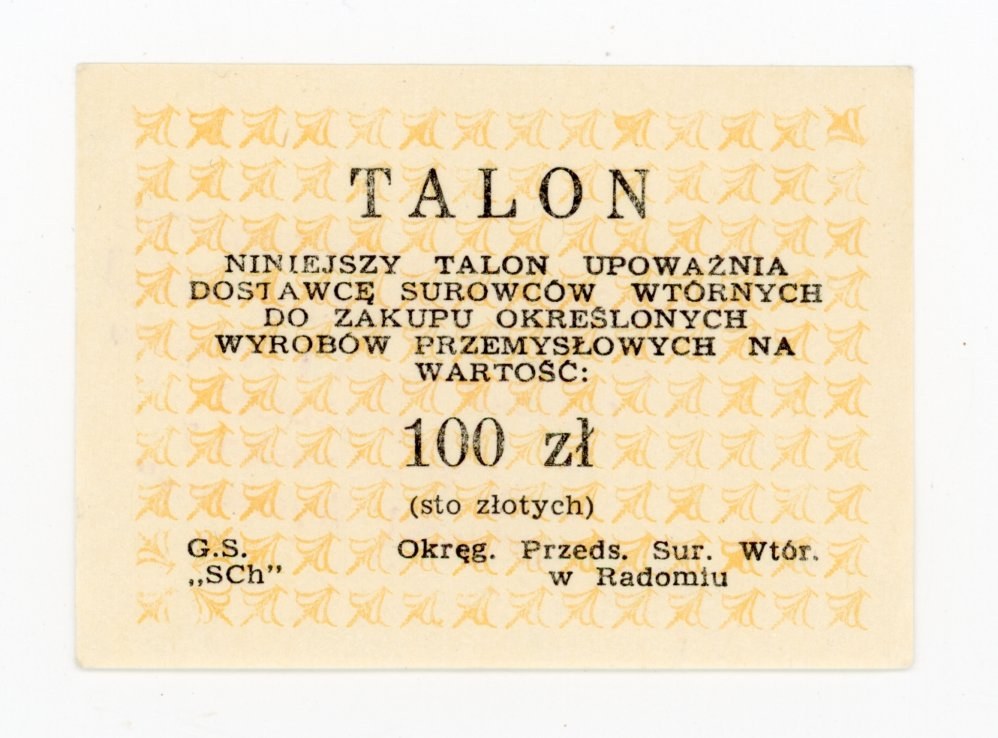 TALON
NINIEJSZY TALON UPOWAŻNIA
DOSTAWCĘ SUROWCÓW WTÓRNYCH
DO ZAKUPU OKREŚLONYCH
WYROBÓW PRZEMYSŁOWYCH NA
WARTOŚĆ:
100 zł
(sto złotych)
G.S. Okręg. Przeds. Sur. Wtór.
„SCh” w Radomiu